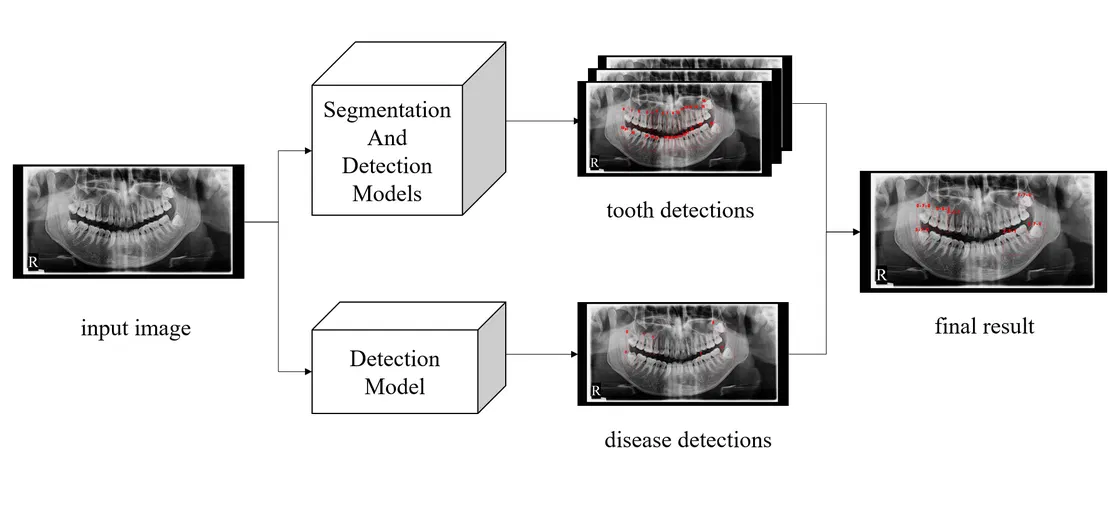 Segmentation
And
Detection
Models
R
input image
R
tooth detections
R
final result
Detection
Model
R
disease detections